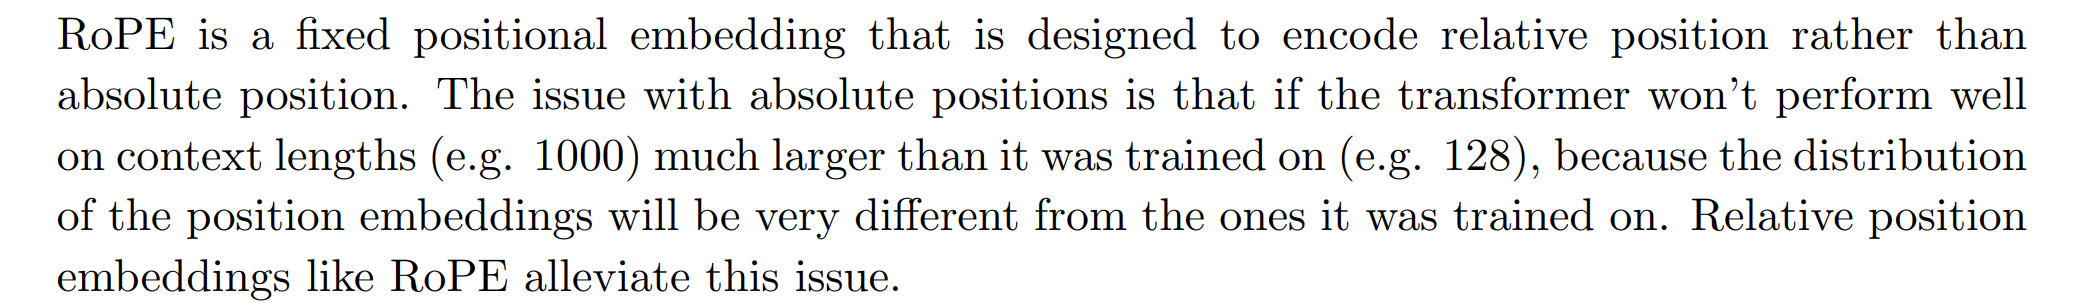 RoPE is a fixed positional embedding that is designed to encode relative position rather than
absolute position. The issue with absolute positions is that if the transformer won't perform well
on context lengths (e.g. 1000) much larger than it was trained on (e.g. 128), because the distribution
of the position embeddings will be very different from the ones it was trained on. Relative position
embeddings like RoPE alleviate this issue.